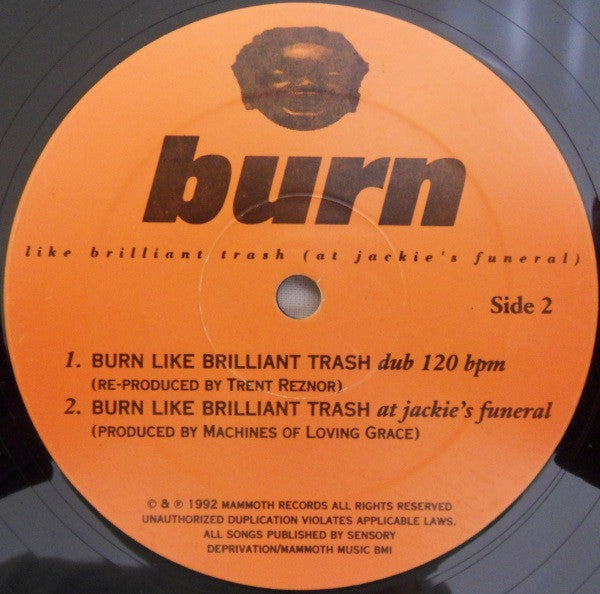 burn
like brilliant trash (at jackie's funeral)
Side 2
1. BURN LIKE BRILLIANT TRASH dub 120 bpm
(RE-PRODUCED BY TRENT REZNOR)
2. BURN LIKE BRILLIANT TRASH at jackie's funeral
(PRODUCED BY MACHINES OF LOVING GRACE)
© & ℗ 1992 MAMMOTH RECORDS ALL RIGHTS RESERVED
UNAUTHORIZED DUPLICATION VIOLATES APPLICABLE LAWS.
ALL SONGS PUBLISHED BY SENSORY
DEPRIVATION/MAMMOTH MUSIC BMI